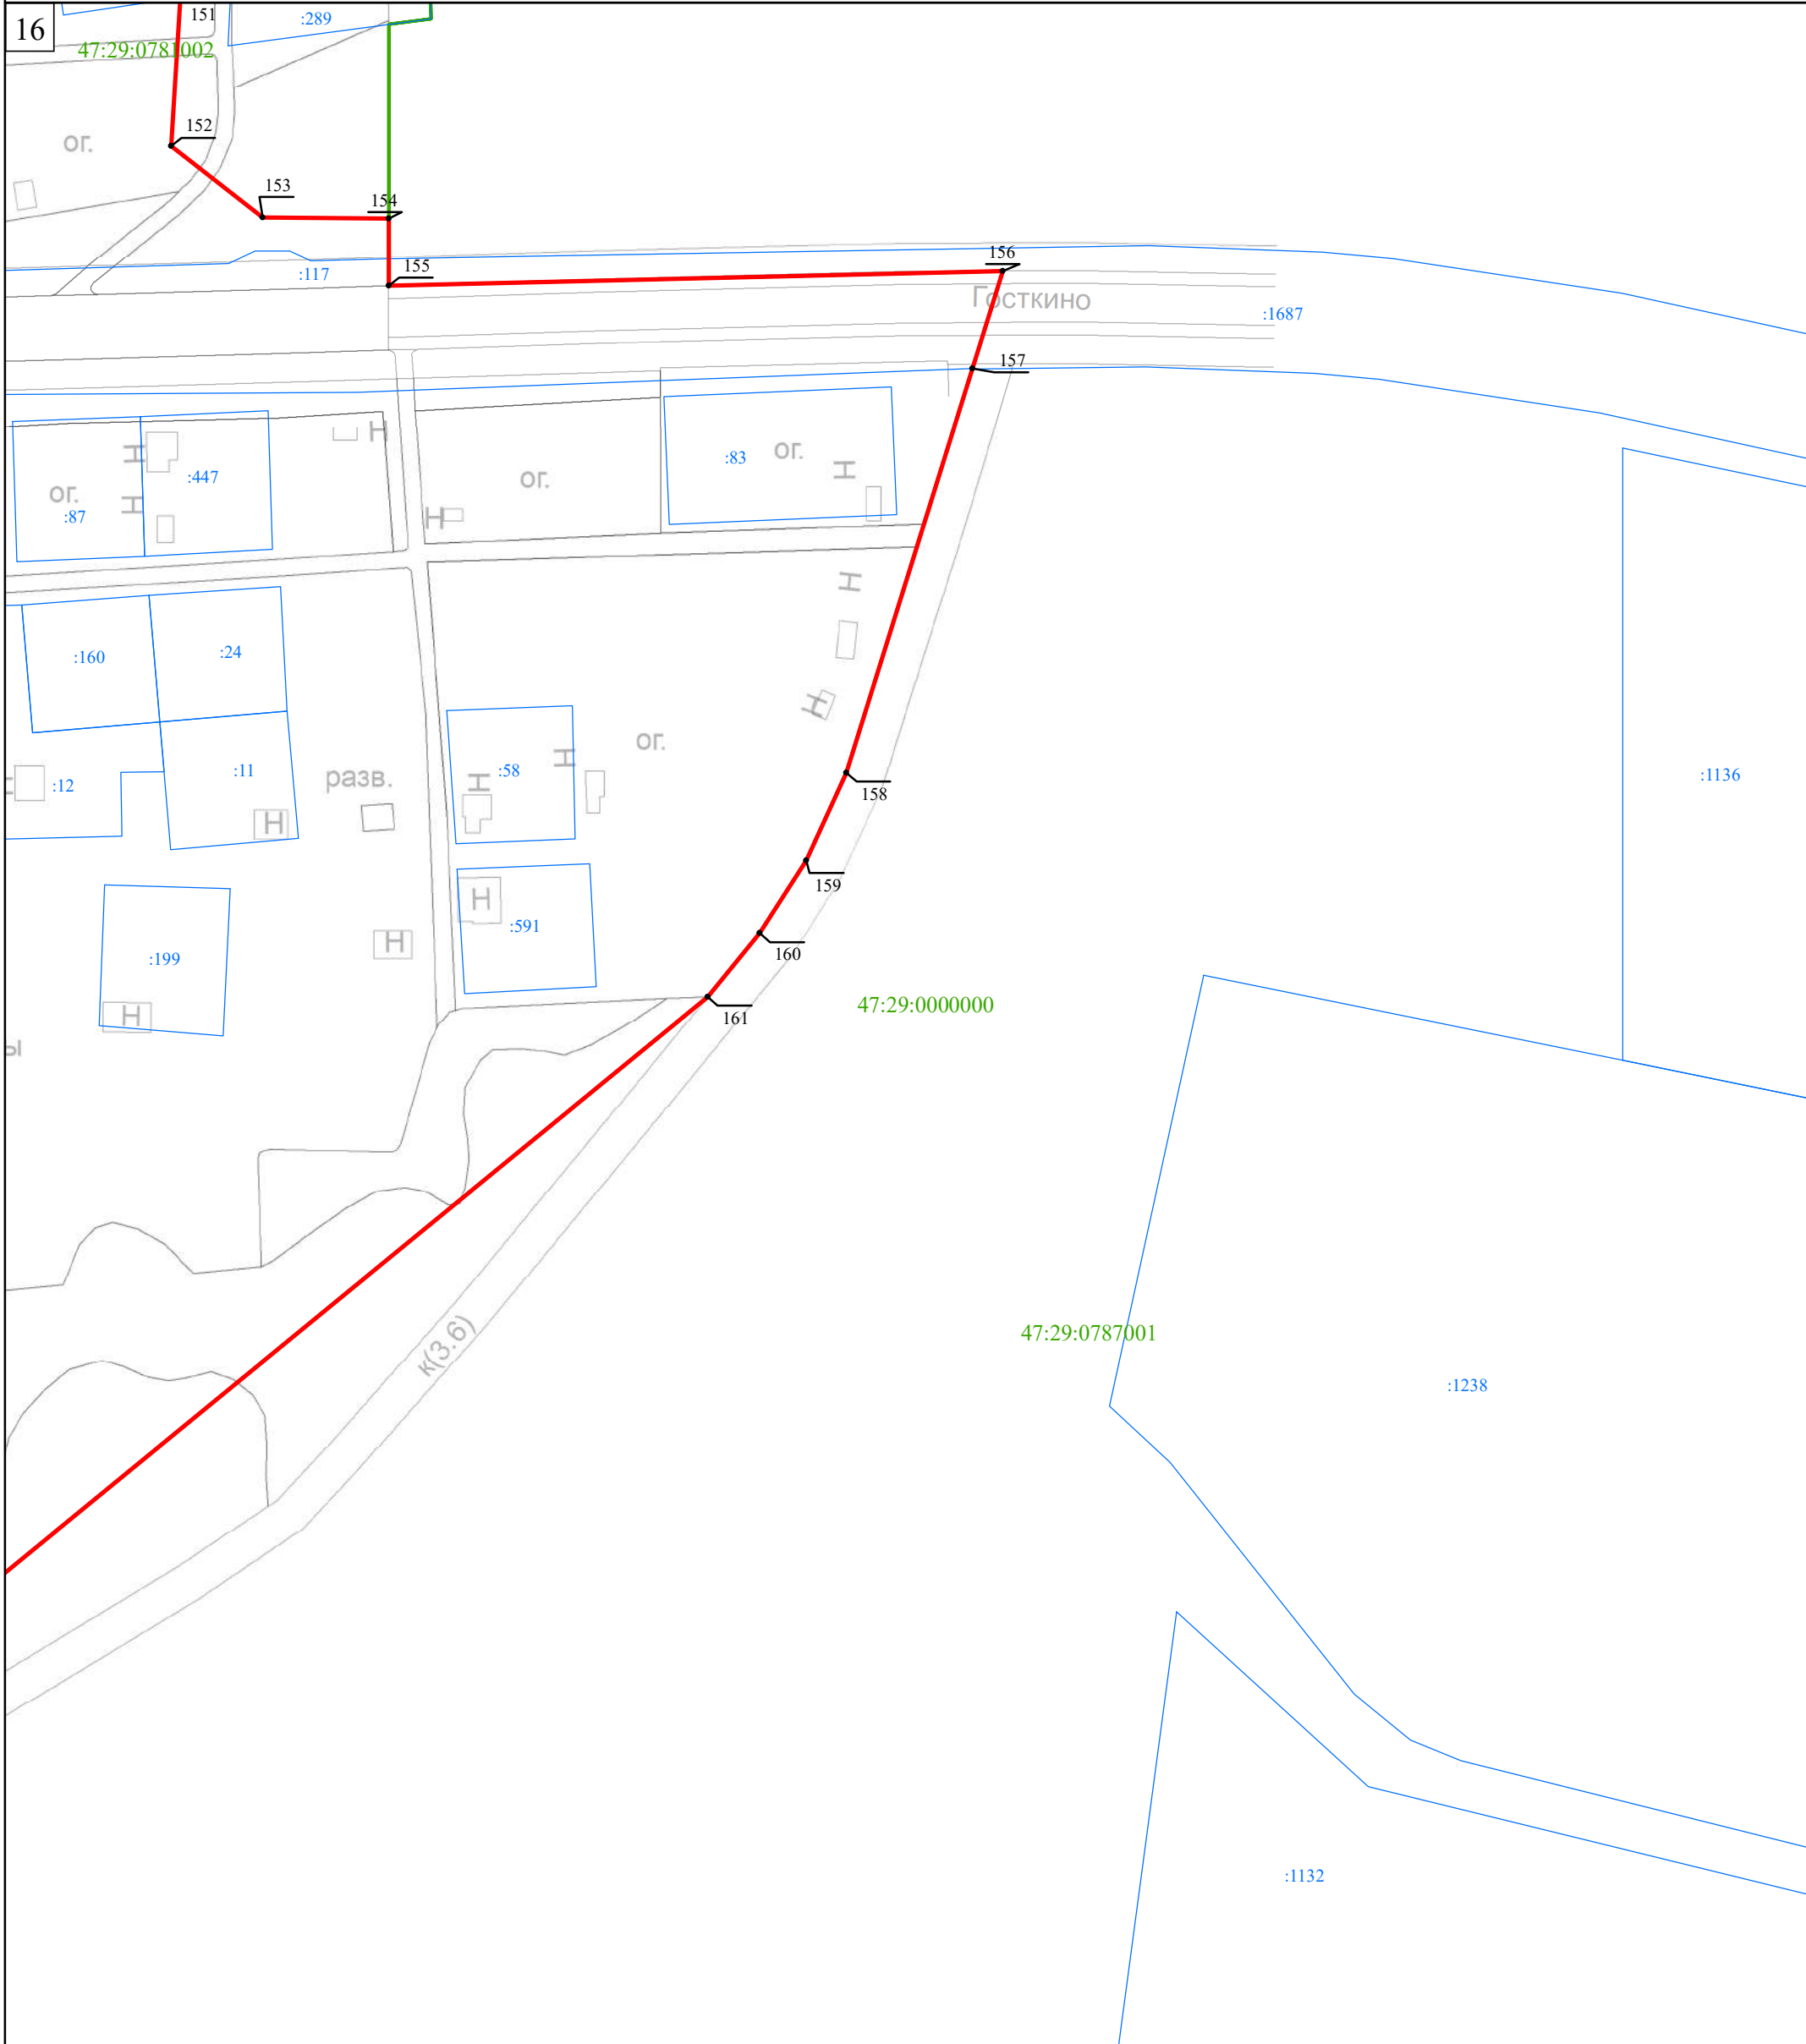 16
151
:289
47:29:0781002
152
ог.
153
154
156
155
:117
Госткино
:1687
157
Н
Н
:83
ог.
Н
:447
ог.
Н
Н
ог.
:87
Н
Н
:160
:24
Н
ог.
Н
:11
разв.
:58
Н
:12
:1136
158
Н
159
Н
:591
Н
160
:199
47:29:0000000
Н
161
ы
47:29:0787001
к(3.6)
:1238
:1132